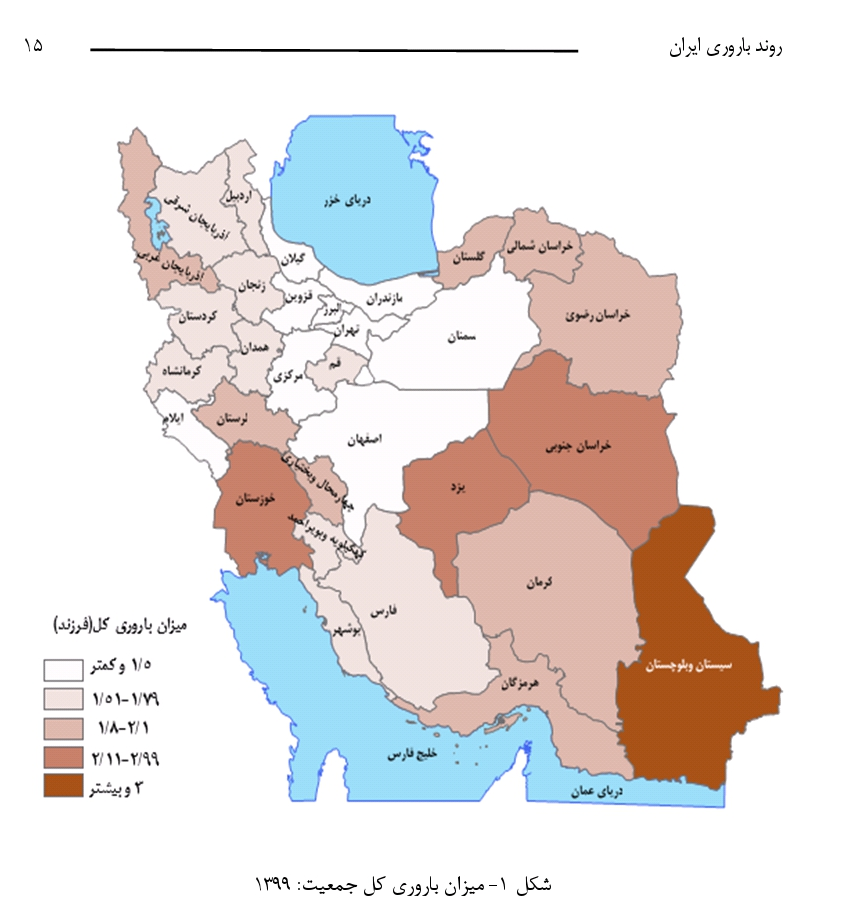 روند باروری ایران ۱۵
دریای خزر
اردبیل
آذربایجان شرقی
آذربایجان غربی
گیلان
گلستان
خراسان شمالی
زنجان
قزوین
مازندران
البرز
تهران
سمنان
خراسان رضوی
کردستان
همدان
قم
مرکزی
کرمانشاه
ایلام
لرستان
اصفهان
خراسان جنوبی
چهارمحال وبختیاری
خوزستان
یزد
کهگیلویه وبویراحمد
کرمان
فارس
بوشهر
سیستان وبلوچستان
هرمزگان
خلیج فارس
دریای عمان
میزان باروری کل(فرزند)
۱/۵ و کمتر
۱/۵۱-۱/۷۹
۱/۸-۲/۱
۲/۱۱-۲/۹۹
۳ و بیشتر
شکل ۱- میزان باروری کل جمعیت: ۱۳۹۹